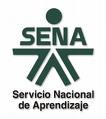 SENA
Servicio Nacional
de Aprendizaje